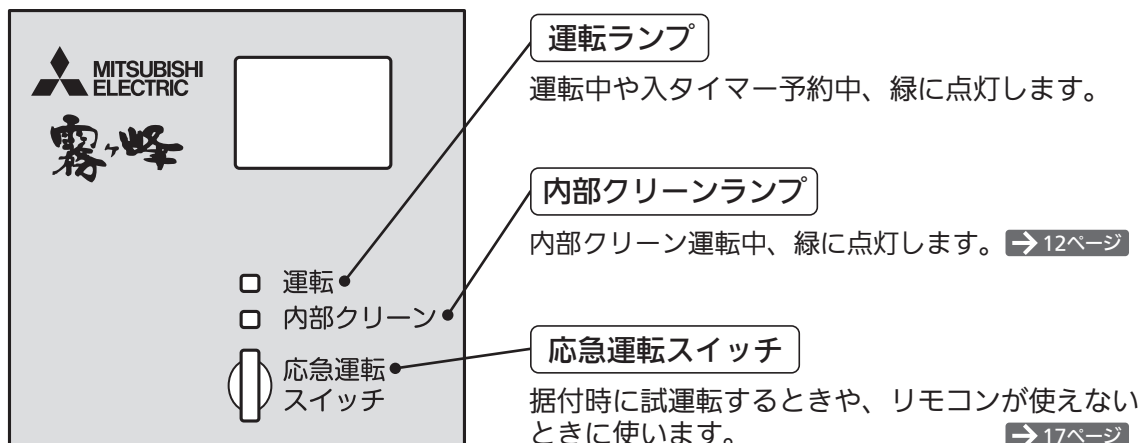 MITSUBISHI
ELECTRIC
霧ヶ峰
運転
内部クリーン
応急運転
スイッチ
運転ランプ
運転中や入タイマー予約中、緑に点灯します。
内部クリーンランプ
内部クリーン運転中、緑に点灯します。 →12ページ
応急運転スイッチ
据付時に試運転するときや、リモコンが使えない
ときに使います。 →17ページ